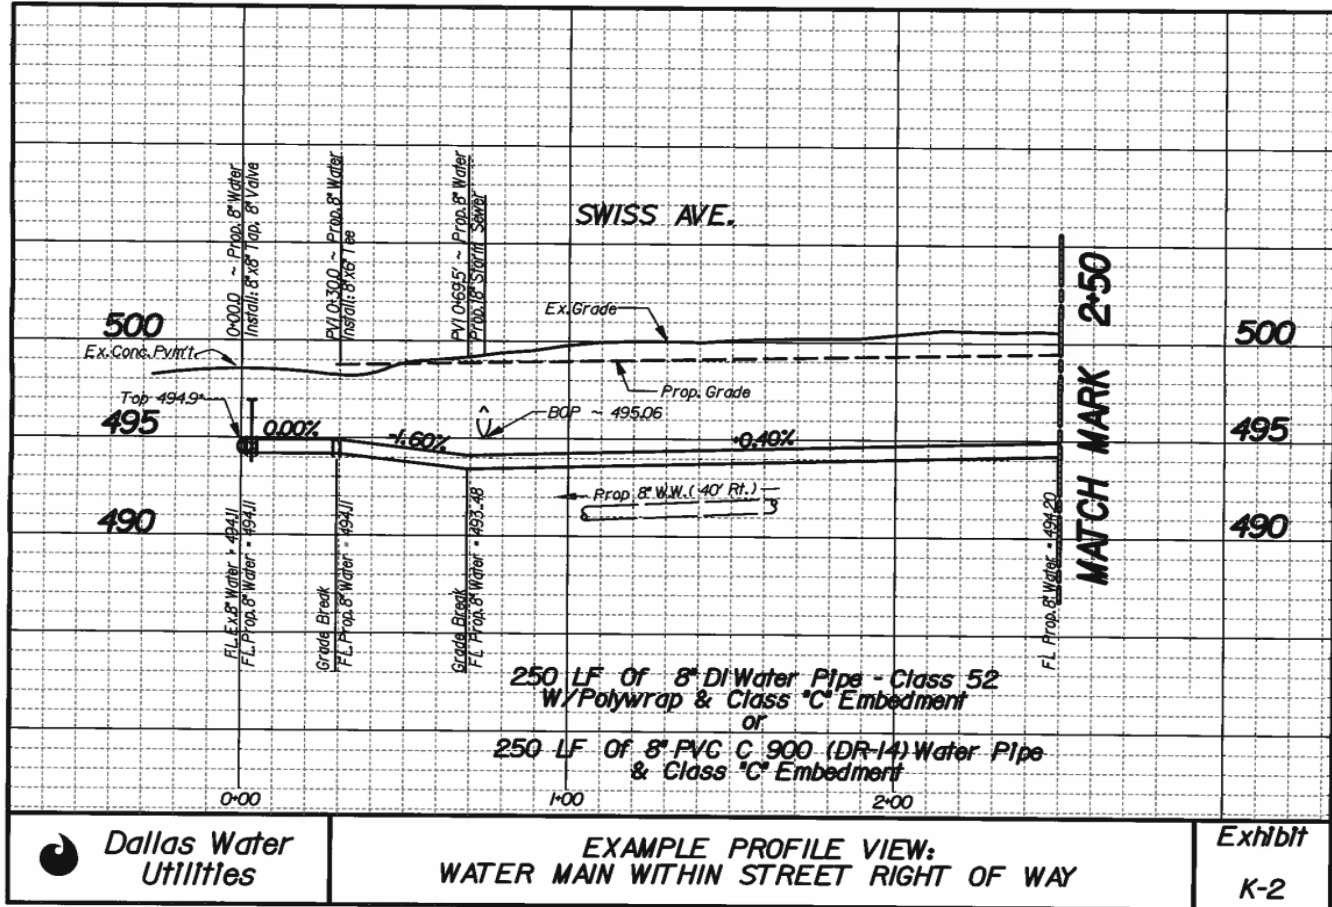 0+00.0 ~ Prop. 8" Water
Install: 8"x8" Tap, 8" Valve
PVI 0+30.0 ~ Prop. 8" Water
Install: 8"x6" Tee
PVI 0+69.5' ~ Prop. 8" Water
Prop. 18" Storm Sewer
SWISS AVE.
MATCH MARK 2+50
500
500
Ex. Grade
Ex. Conc. Pvm't.
Prop. Grade
Top 494.9
BOP ~ 495.06
495
495
0.00%
-1.60%
+0.40%
Prop 8" W.W. ( 40' Rt.)
490
490
FL Ex. 8" Water = 494.11
FL Prop. 8" Water = 494.11
Grade Break
FL Prop. 8" Water = 494.11
Grade Break
FL Prop. 8" Water = 493.48
FL Prop. 8" Water = 494.20
250 LF Of 8" DI Water Pipe - Class 52
W/Polywrap & Class "C" Embedment
or
250 LF Of 8" PVC C 900 (DR-14) Water Pipe
& Class "C" Embedment
0+00
1+00
2+00
Dallas Water
Utilities
EXAMPLE PROFILE VIEW:
WATER MAIN WITHIN STREET RIGHT OF WAY
Exhibit
K-2